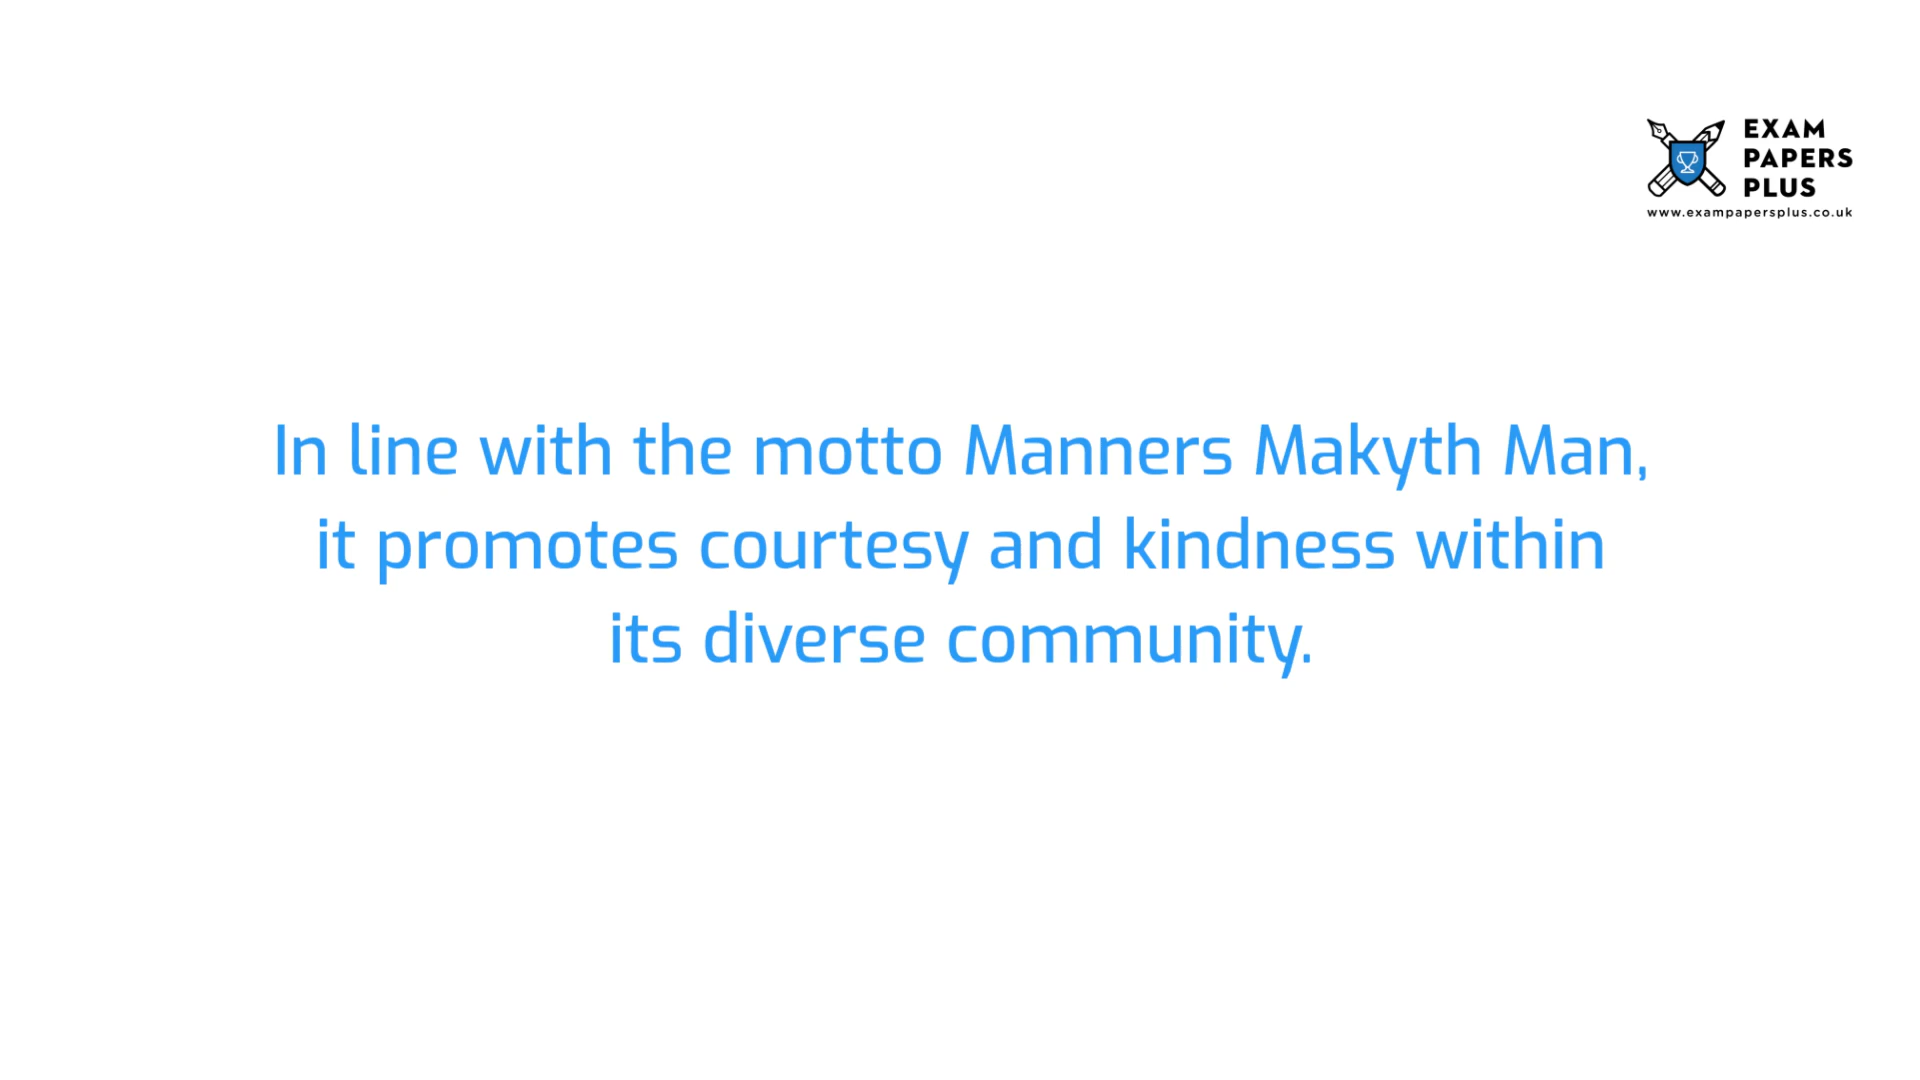 EXAM
PAPERS
PLUS
www.exampapersplus.co.uk
In line with the motto Manners Makyth Man,
it promotes courtesy and kindness within
its diverse community.